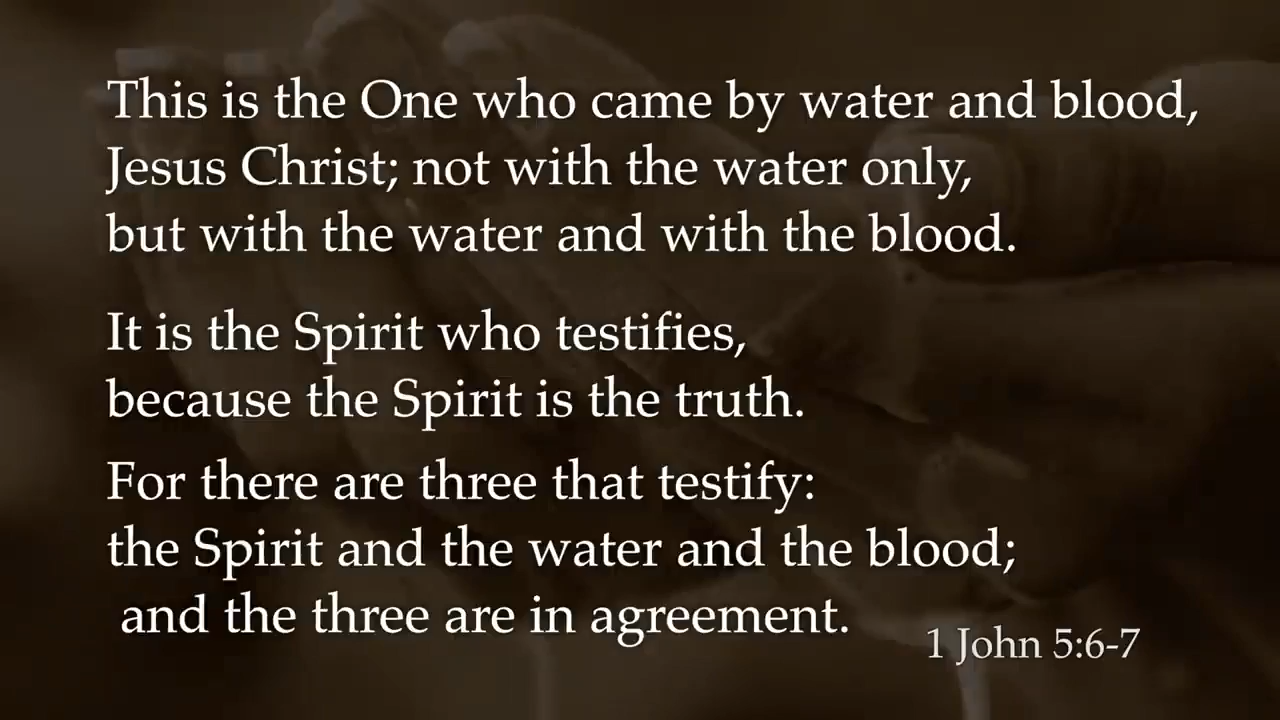 This is the One who came by water and blood,
Jesus Christ; not with the water only,
but with the water and with the blood.
It is the Spirit who testifies,
because the Spirit is the truth.
For there are three that testify:
the Spirit and the water and the blood;
and the three are in agreement.
1 John 5:6-7